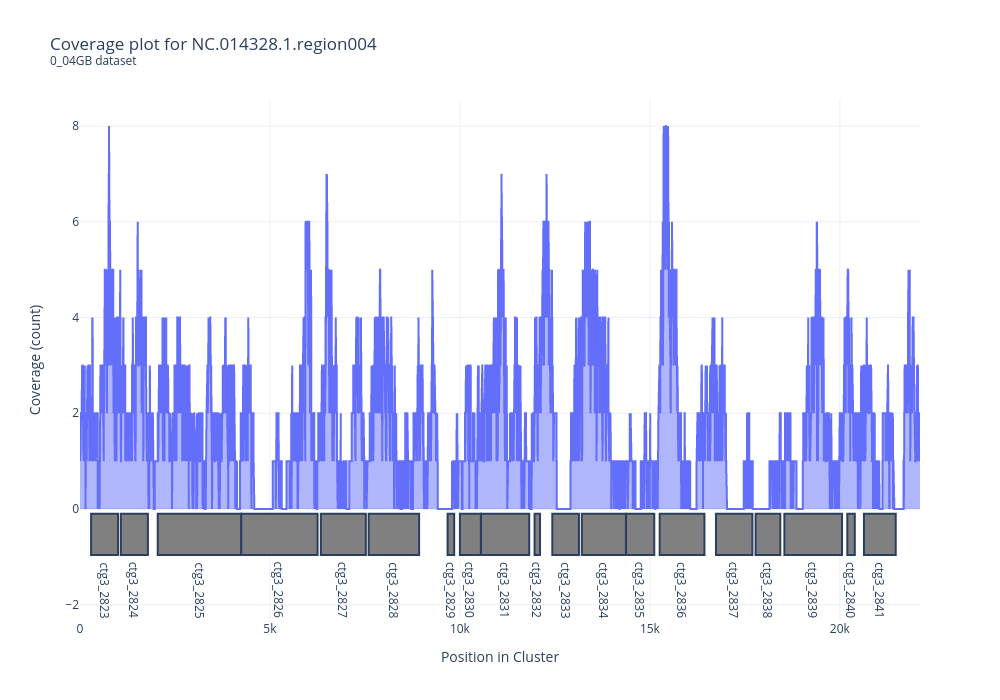 Coverage plot for NC.014328.1.region004
0_04GB dataset
Coverage (count)
8
6
4
2
0
−2
ctg3_2823
ctg3_2824
ctg3_2825
ctg3_2826
ctg3_2827
ctg3_2828
ctg3_2829
ctg3_2830
ctg3_2831
ctg3_2832
ctg3_2833
ctg3_2834
ctg3_2835
ctg3_2836
ctg3_2837
ctg3_2838
ctg3_2839
ctg3_2840
ctg3_2841
0 5k 10k 15k 20k
Position in Cluster